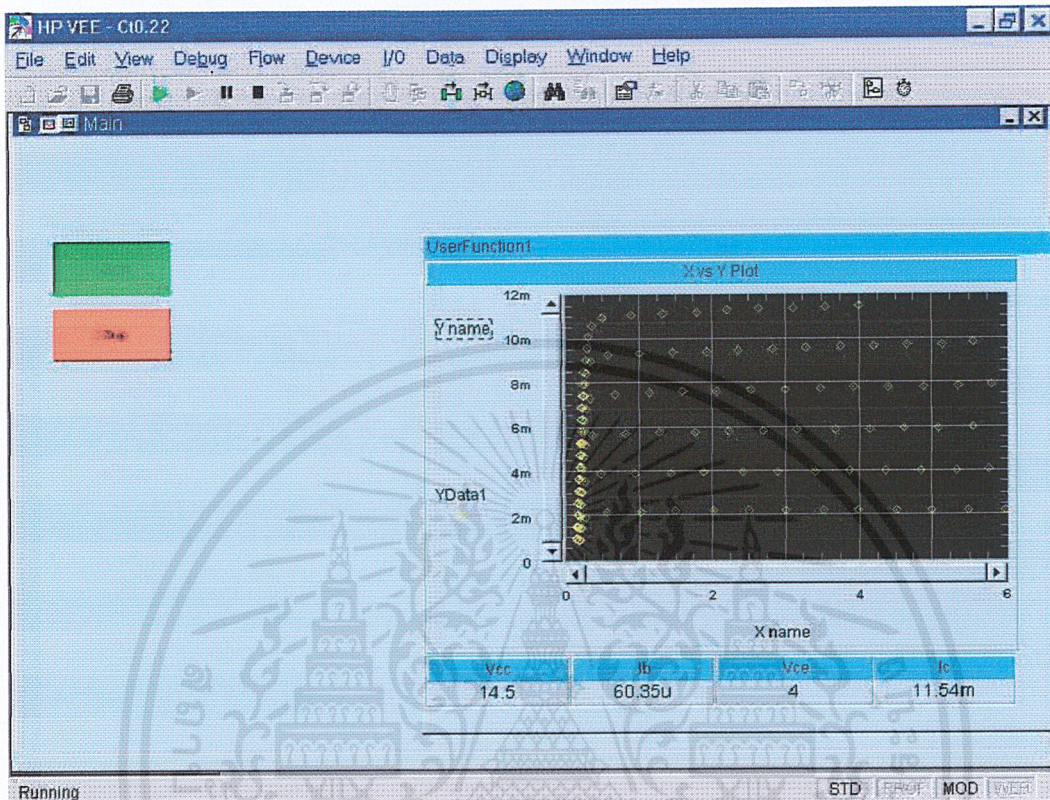 HP VEE - Ct0.22
File Edit View Debug Flow Device I/O Data Display Window Help
Main
UserFunction1
X vs Y Plot
Y name
YData1
12m
10m
8m
6m
4m
2m
0
0 2 4 6
X name
Vcc Ib Vce Ic
14.5 60.35u 4 11.54m
Running STD PROF MOD WEB